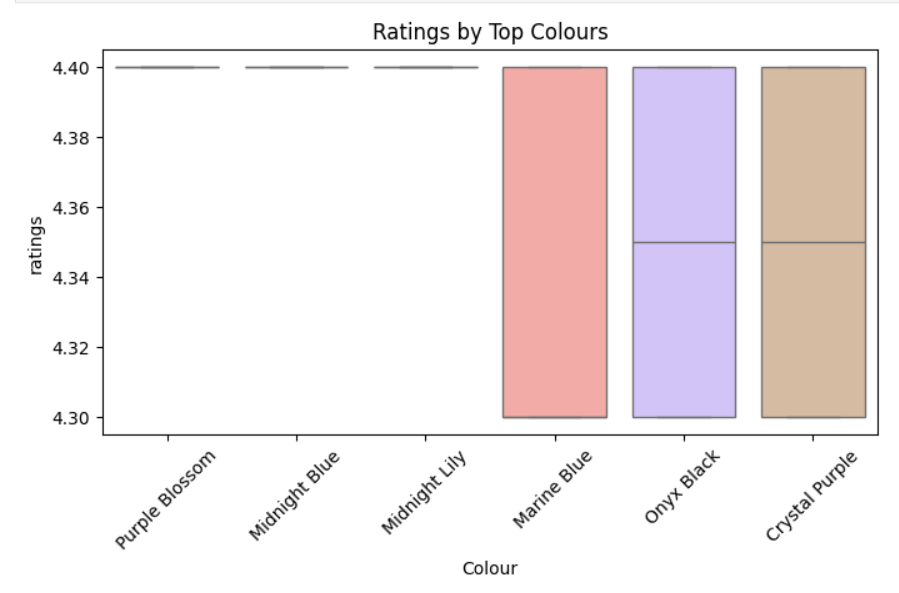 Ratings by Top Colours
ratings
4.40
4.38
4.36
4.34
4.32
4.30
Purple Blossom
Midnight Blue
Midnight Lily
Marine Blue
Onyx Black
Crystal Purple
Colour